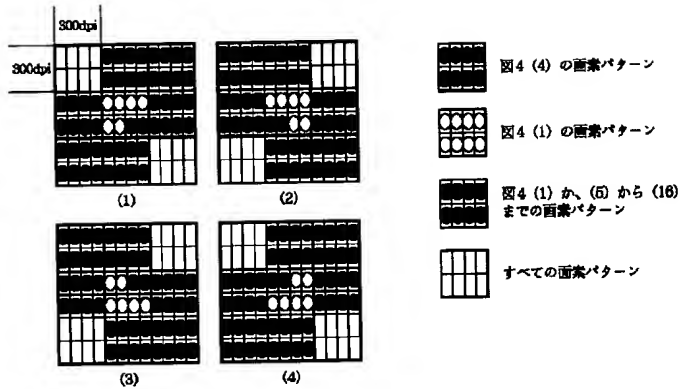 300dpi
300dpi
(1)
(2)
(3)
(4)
図4 (4) の画素パターン
図4 (1) の画素パターン
図4 (1) か、(5) から (16)
までの画素パターン
すべての画素パターン